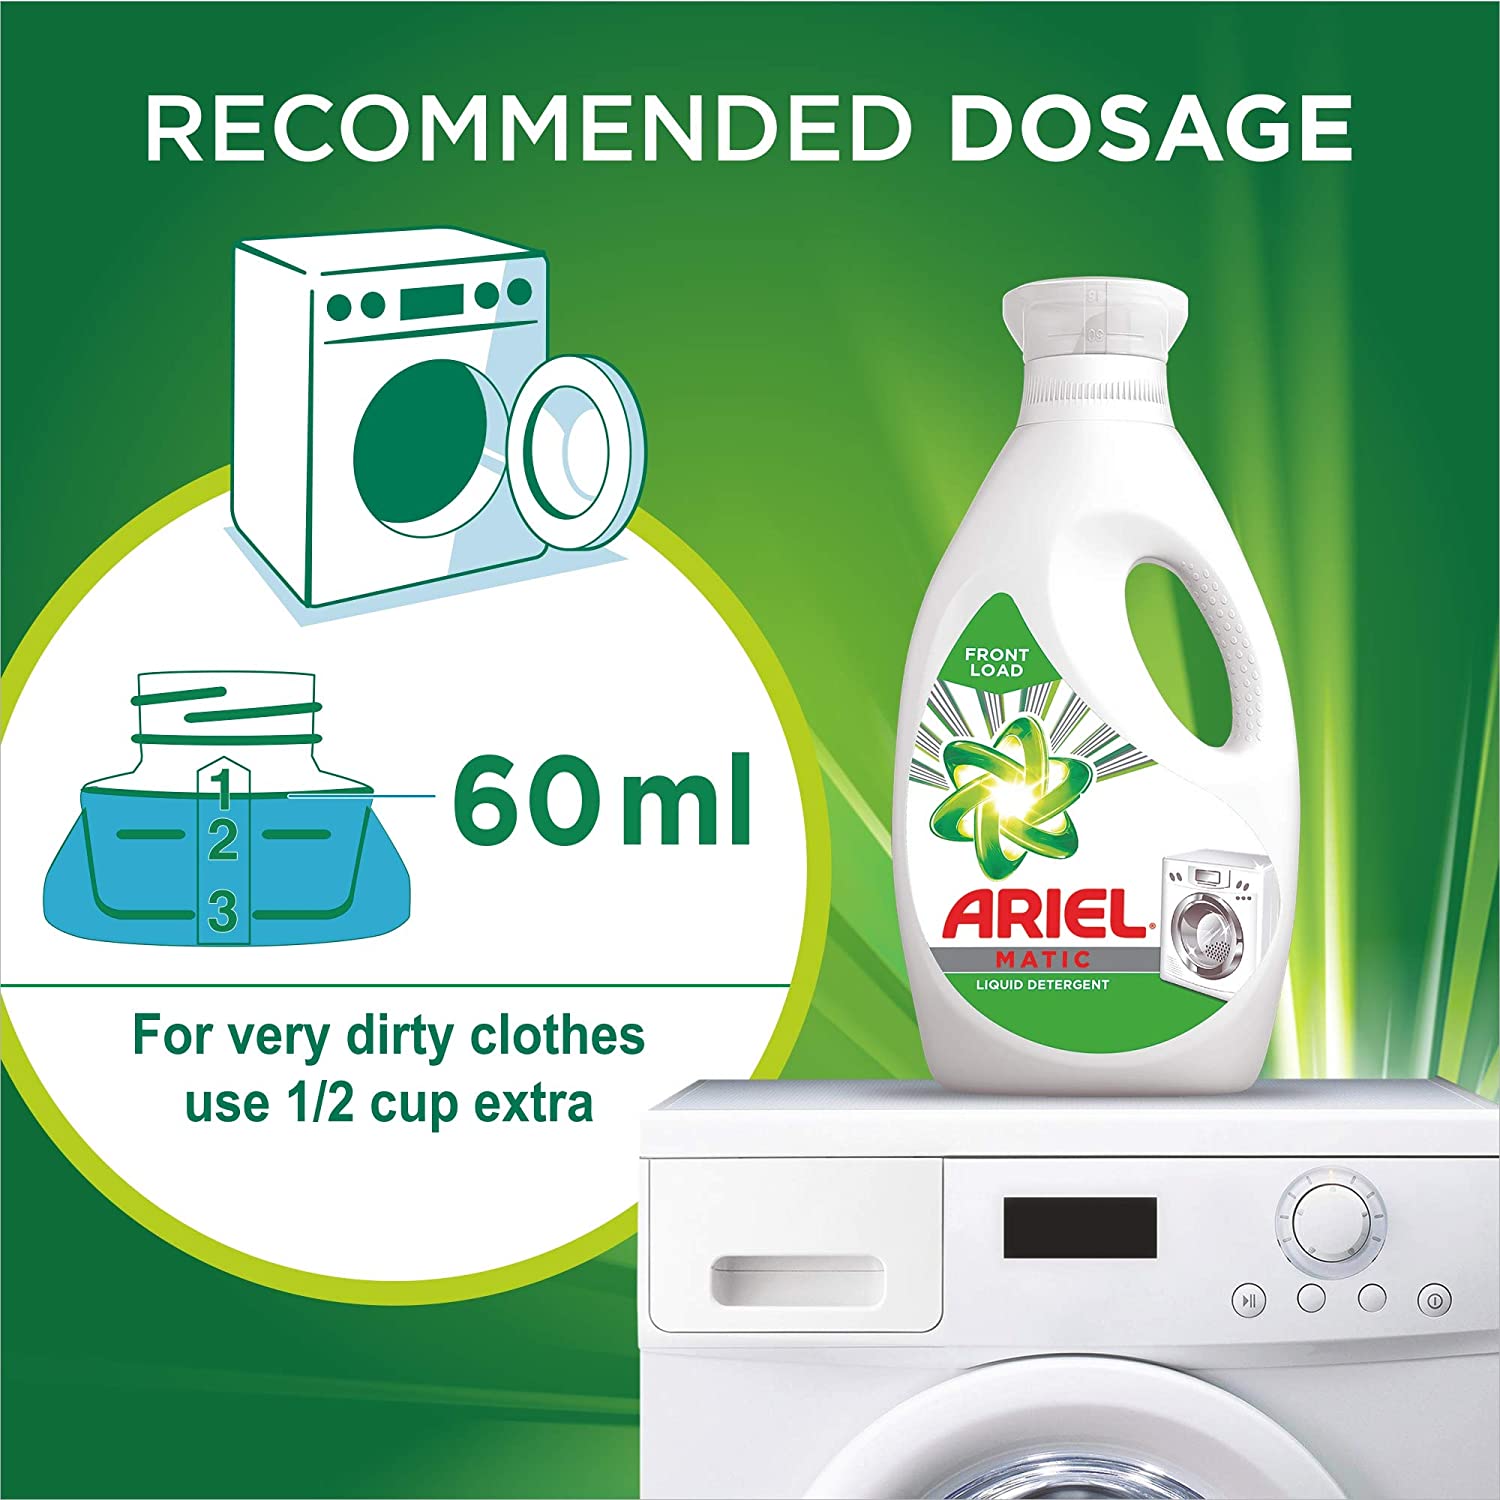 RECOMMENDED DOSAGE
FRONT
LOAD
1
2
3
60 ml
ARIEL
MATIC
LIQUID DETERGENT
For very dirty clothes
use 1/2 cup extra